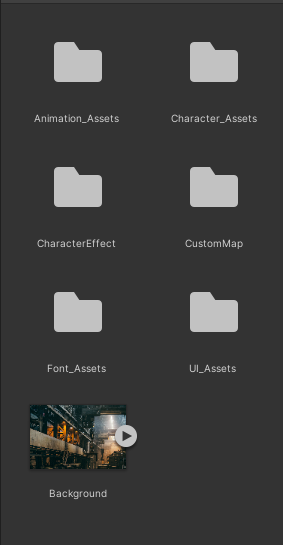 Animation_Assets
Character_Assets
CharacterEffect
CustomMap
Font_Assets
UI_Assets
Background